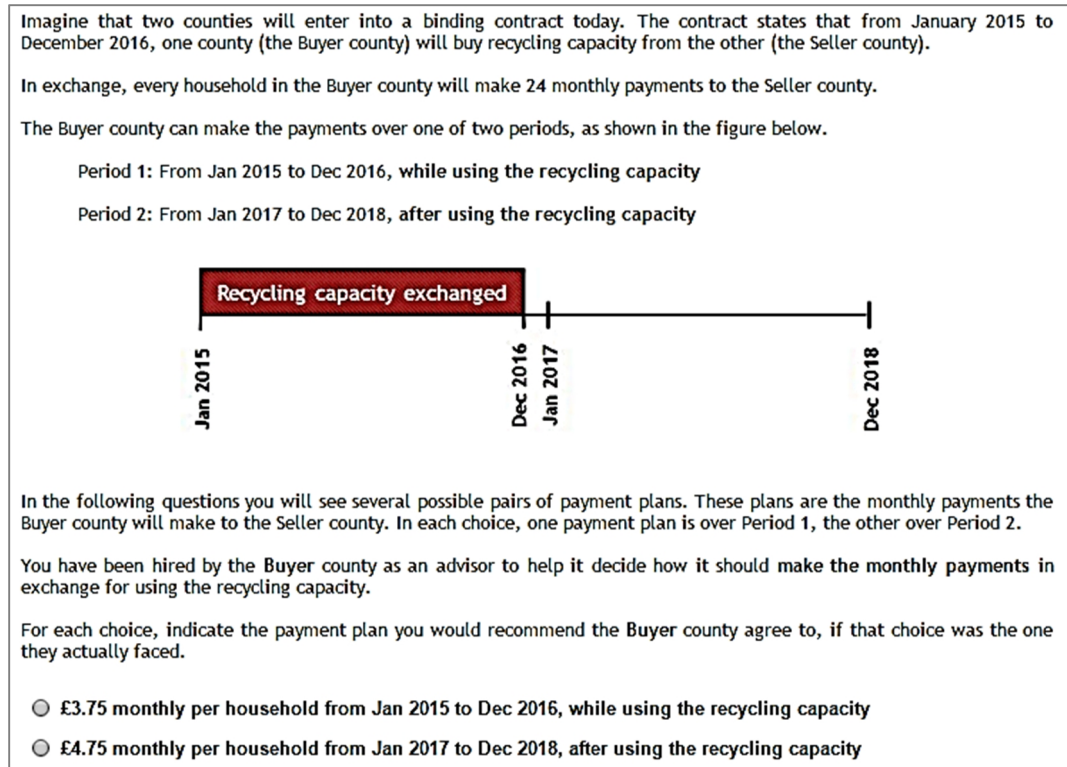 Imagine that two counties will enter into a binding contract today. The contract states that from January 2015 to
December 2016, one county (the Buyer county) will buy recycling capacity from the other (the Seller county).
In exchange, every household in the Buyer county will make 24 monthly payments to the Seller county.
The Buyer county can make the payments over one of two periods, as shown in the figure below.
Period 1: From Jan 2015 to Dec 2016, while using the recycling capacity
Period 2: From Jan 2017 to Dec 2018, after using the recycling capacity
Recycling capacity exchanged
Jan 2015
Dec 2016
Jan 2017
Dec 2018
In the following questions you will see several possible pairs of payment plans. These plans are the monthly payments the
Buyer county will make to the Seller county. In each choice, one payment plan is over Period 1, the other over Period 2.
You have been hired by the Buyer county as an advisor to help it decide how it should make the monthly payments in
exchange for using the recycling capacity.
For each choice, indicate the payment plan you would recommend the Buyer county agree to, if that choice was the one
they actually faced.
£3.75 monthly per household from Jan 2015 to Dec 2016, while using the recycling capacity
£4.75 monthly per household from Jan 2017 to Dec 2018, after using the recycling capacity